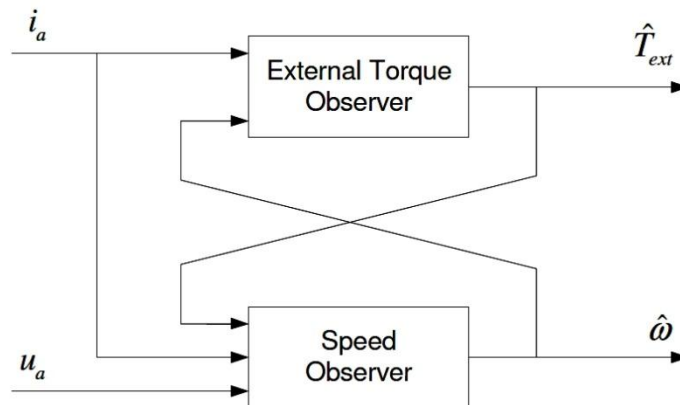 i_a
External Torque
Observer
T̂_ext
Speed
Observer
ω̂
u_a